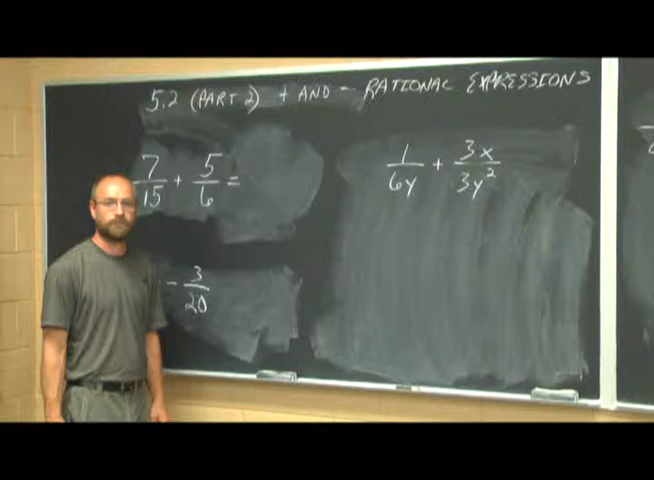 5.2 (PART 2) + AND - RATIONAL EXPRESSIONS
7/15 + 5/6 =
1/6y + 3x/3y²
- 3/20